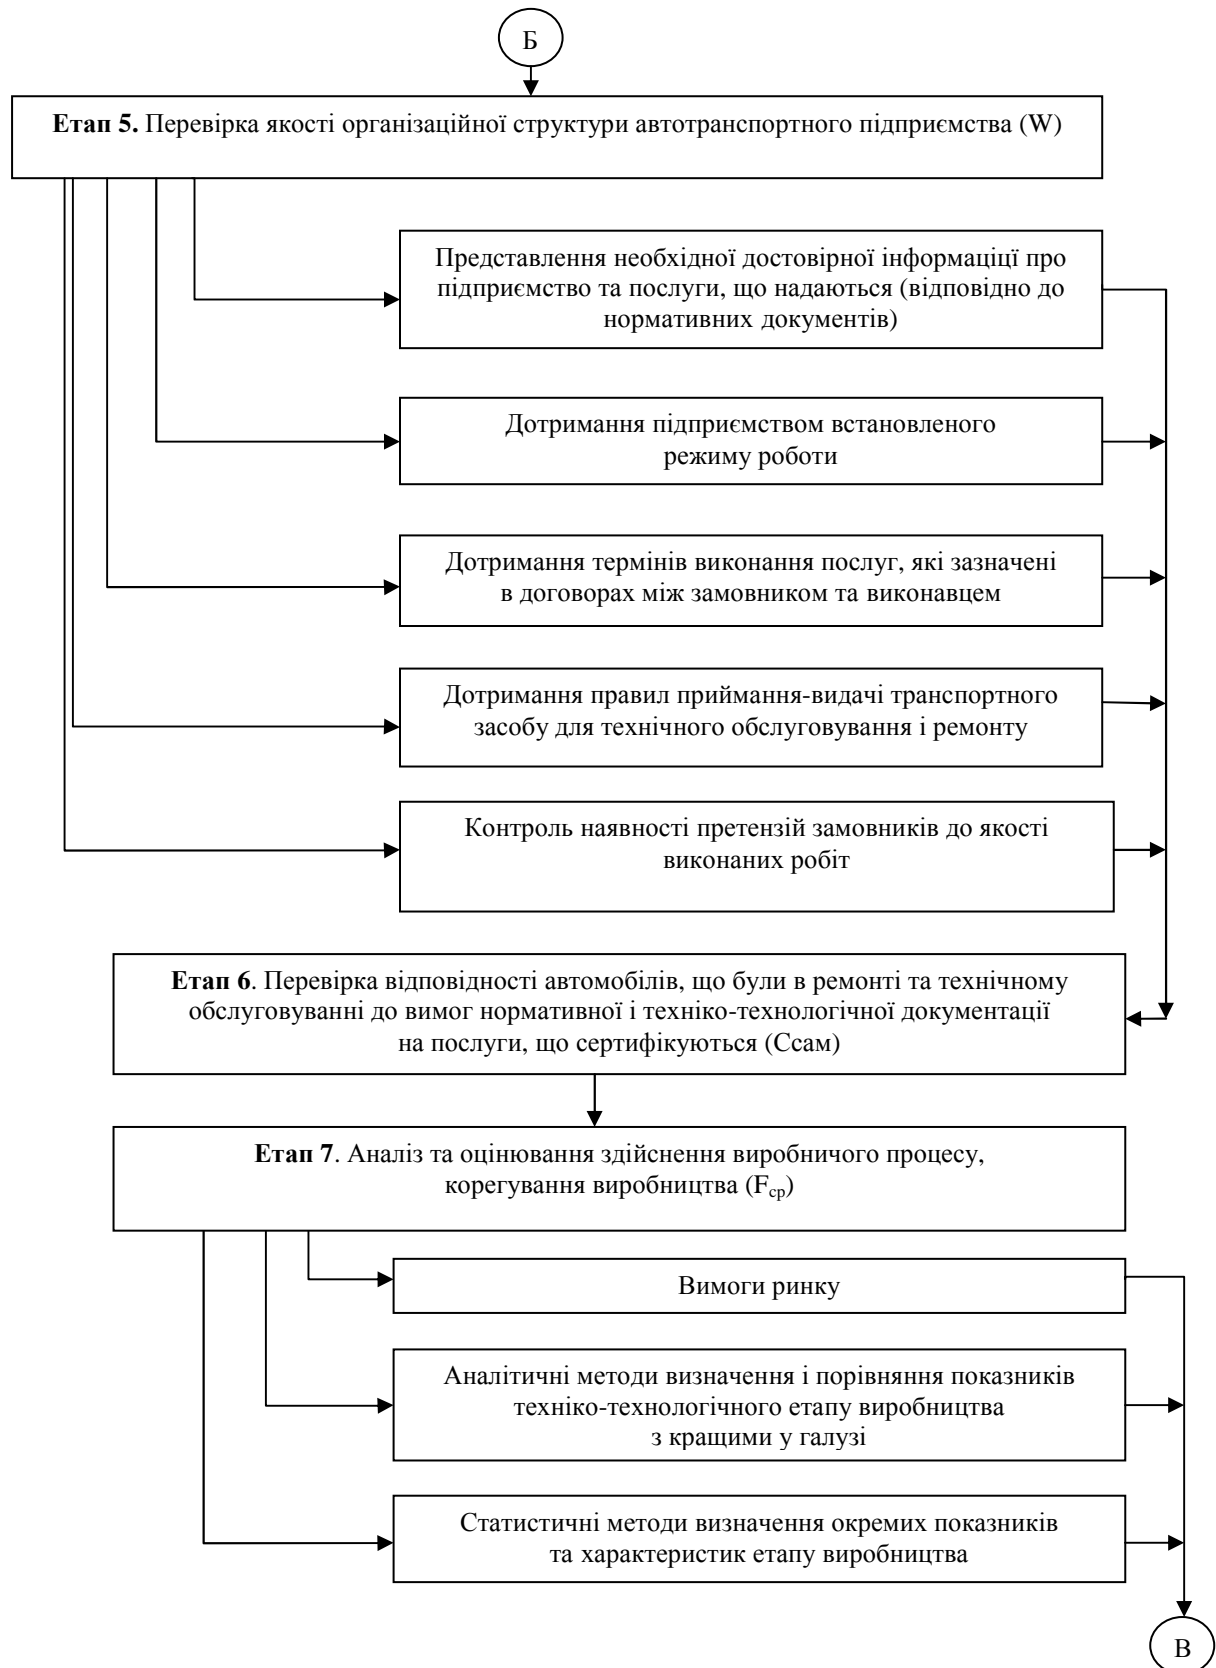 Б
Етап 5. Перевірка якості організаційної структури автотранспортного підприємства (W)
Представлення необхідної достовірної інформаціції про
підприємство та послуги, що надаються (відповідно до
нормативних документів)
Дотримання підприємством встановленого
режиму роботи
Дотримання термінів виконання послуг, які зазначені
в договорах між замовником та виконавцем
Дотримання правил приймання-видачі транспортного
засобу для технічного обслуговування і ремонту
Контроль наявності претензій замовників до якості
виконаних робіт
Етап 6. Перевірка відповідності автомобілів, що були в ремонті та технічному
обслуговуванні до вимог нормативної і техніко-технологічної документації
на послуги, що сертифікуються (Ссам)
Етап 7. Аналіз та оцінювання здійснення виробничого процесу,
корегування виробництва (Fср)
Вимоги ринку
Аналітичні методи визначення і порівняння показників
техніко-технологічного етапу виробництва
з кращими у галузі
Статистичні методи визначення окремих показників
та характеристик етапу виробництва
В